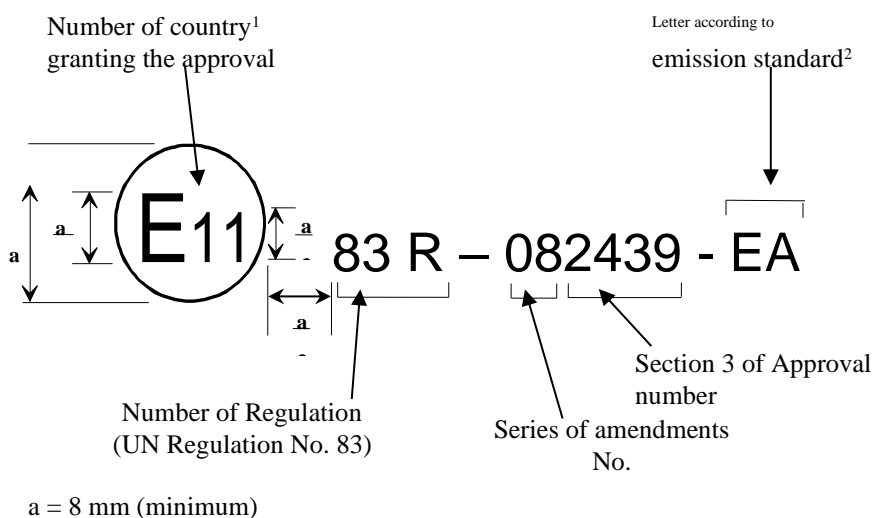 Number of country¹
granting the approval
Letter according to
emission standard²
a
a
E11
a
83 R – 082439 - EA
a
Section 3 of Approval
number
Number of Regulation
(UN Regulation No. 83)
Series of amendments
No.
a = 8 mm (minimum)